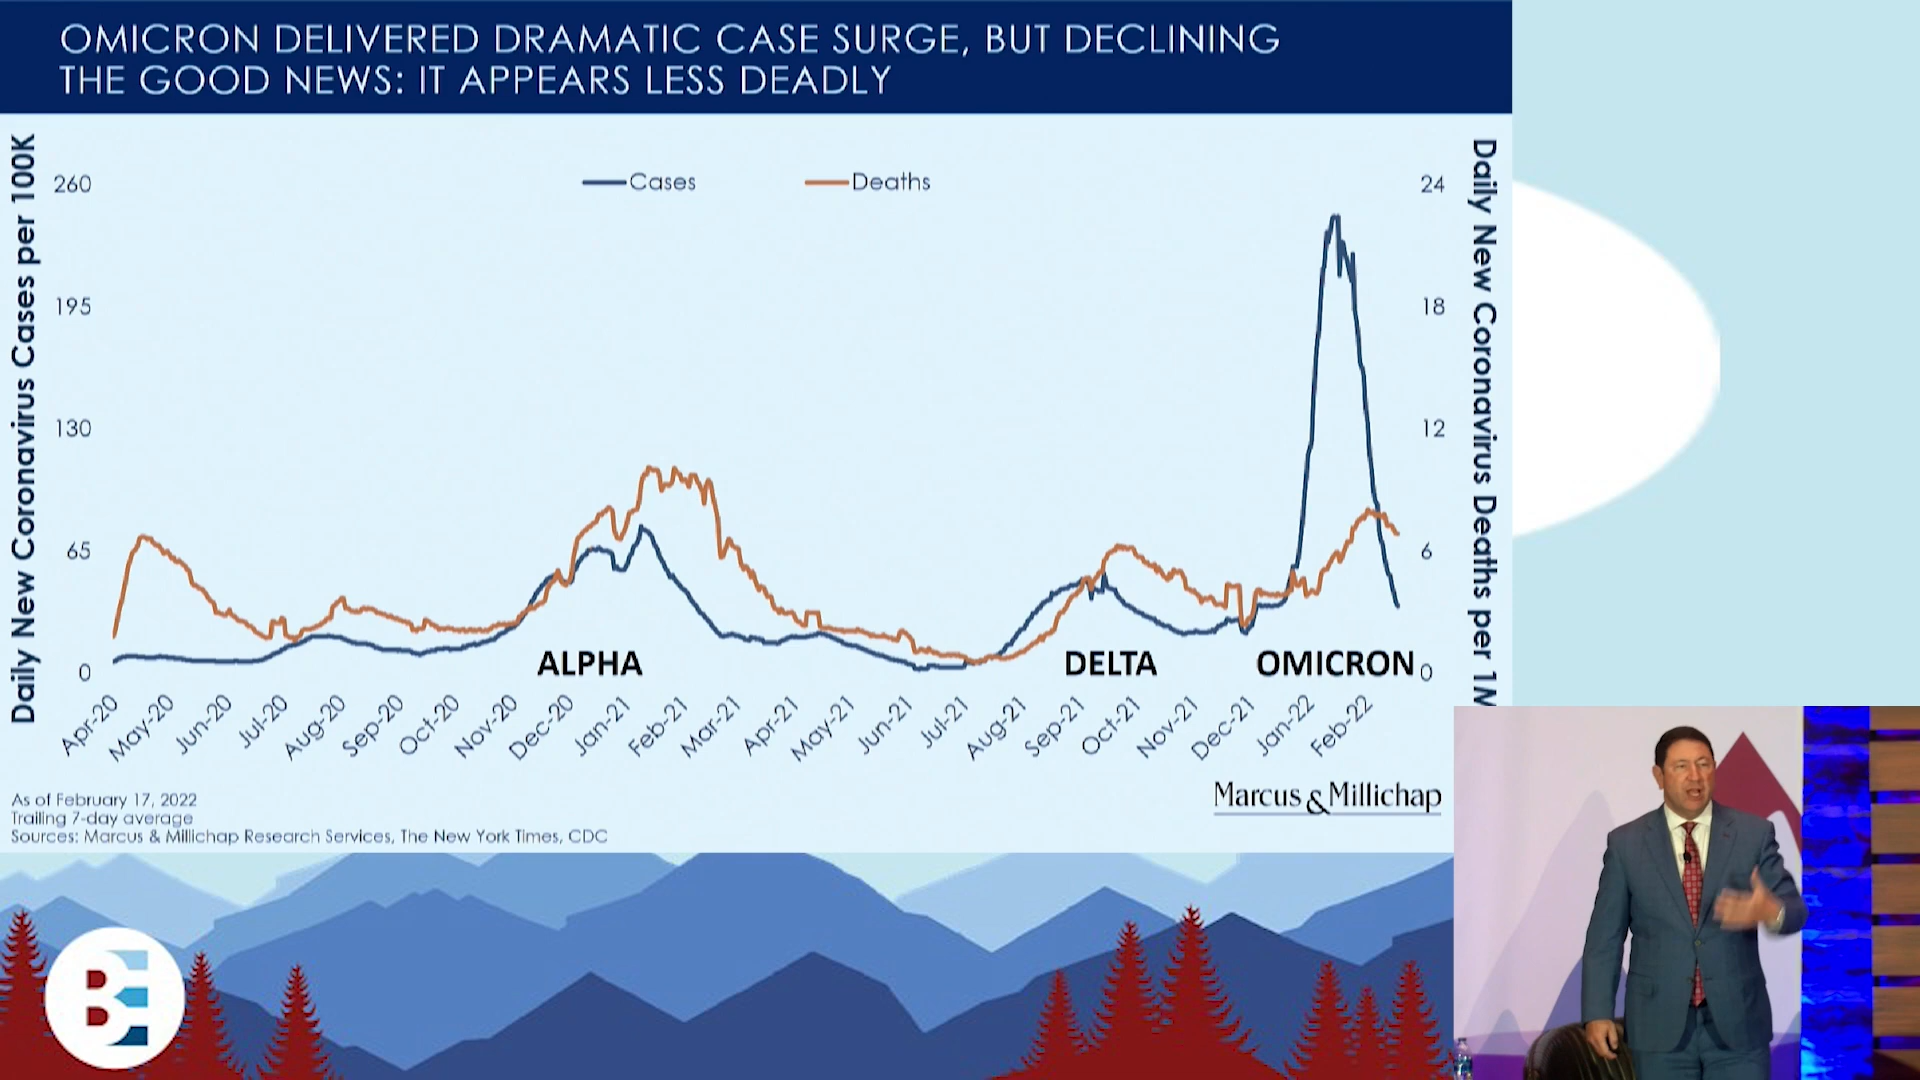 OMICRON DELIVERED DRAMATIC CASE SURGE, BUT DECLINING
THE GOOD NEWS: IT APPEARS LESS DEADLY
Daily New Coronavirus Cases per 100K
260
195
130
65
0
Cases
Deaths
24
18
12
6
0
Daily New Coronavirus Deaths per 1M
ALPHA
DELTA
OMICRON
Apr-20
May-20
Jun-20
Jul-20
Aug-20
Sep-20
Oct-20
Nov-20
Dec-20
Jan-21
Feb-21
Mar-21
Apr-21
May-21
Jun-21
Jul-21
Aug-21
Sep-21
Oct-21
Nov-21
Dec-21
Jan-22
Feb-22
As of February 17, 2022
Trailing 7-day average
Sources: Marcus & Millichap Research Services, The New York Times, CDC
Marcus & Millichap
BE